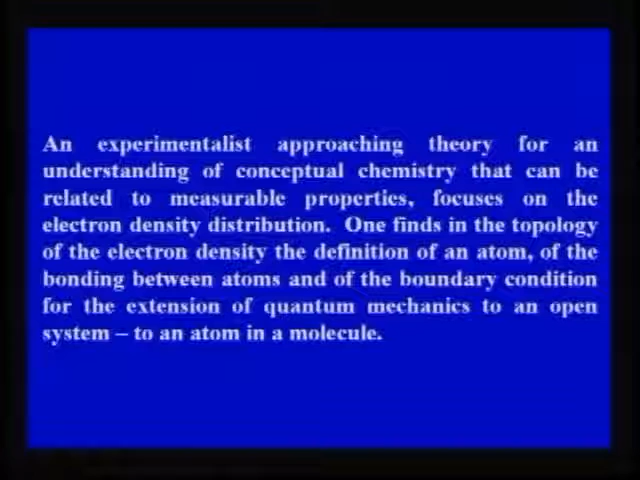 An experimentalist approaching theory for an
understanding of conceptual chemistry that can be
related to measurable properties, focuses on the
electron density distribution.  One finds in the topology
of the electron density the definition of an atom, of the
bonding between atoms and of the boundary condition
for the extension of quantum mechanics to an open
system – to an atom in a molecule.